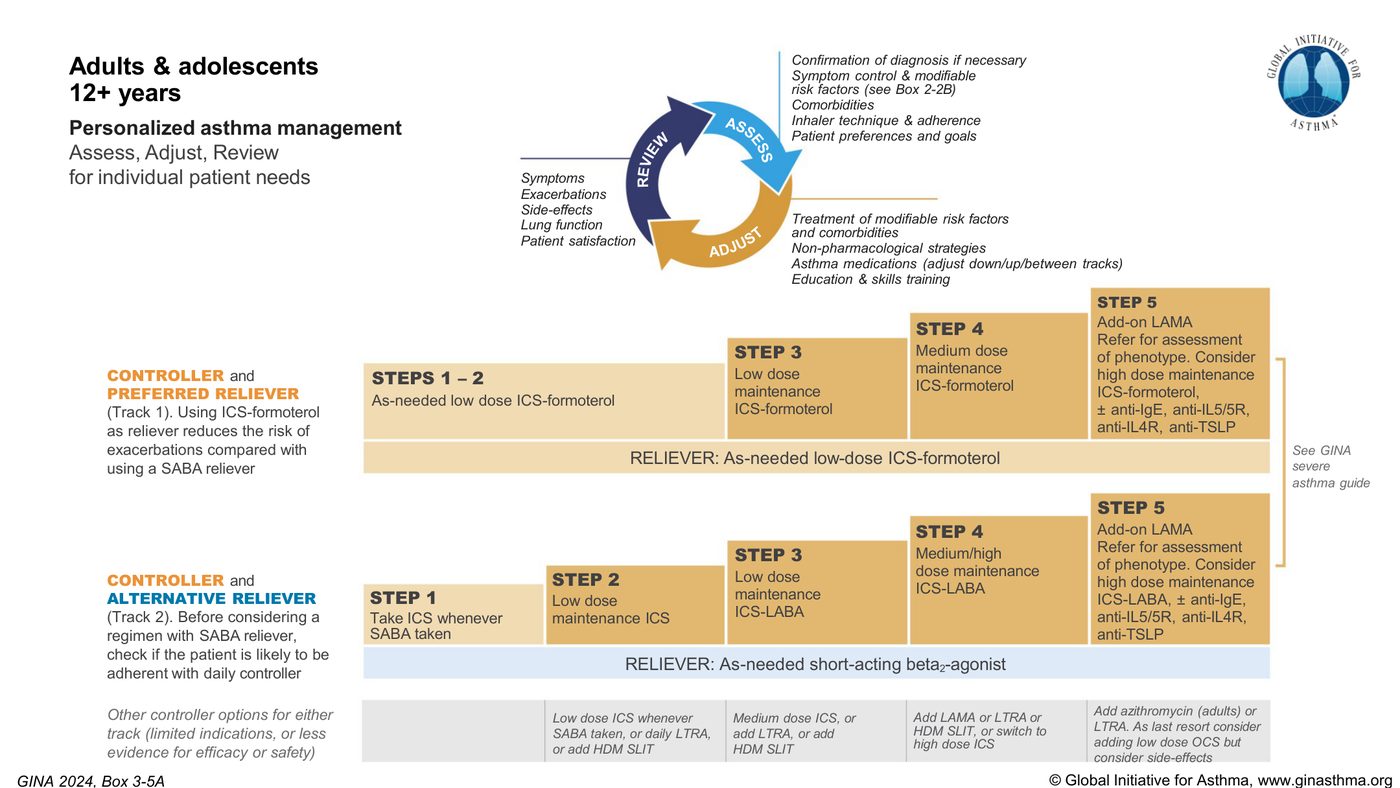 Adults & adolescents
12+ years
Personalized asthma management
Assess, Adjust, Review
for individual patient needs
REVIEW
ASSESS
ADJUST
Confirmation of diagnosis if necessary
Symptom control & modifiable
risk factors (see Box 2-2B)
Comorbidities
Inhaler technique & adherence
Patient preferences and goals
Symptoms
Exacerbations
Side-effects
Lung function
Patient satisfaction
Treatment of modifiable risk factors
and comorbidities
Non-pharmacological strategies
Asthma medications (adjust down/up/between tracks)
Education & skills training
GLOBAL INITIATIVE FOR
ASTHMA
CONTROLLER and
PREFERRED RELIEVER
(Track 1). Using ICS-formoterol
as reliever reduces the risk of
exacerbations compared with
using a SABA reliever
STEPS 1 – 2
As-needed low dose ICS-formoterol
STEP 3
Low dose
maintenance
ICS-formoterol
STEP 4
Medium dose
maintenance
ICS-formoterol
STEP 5
Add-on LAMA
Refer for assessment
of phenotype. Consider
high dose maintenance
ICS-formoterol,
± anti-IgE, anti-IL5/5R,
anti-IL4R, anti-TSLP
RELIEVER: As-needed low-dose ICS-formoterol
See GINA
severe
asthma guide
CONTROLLER and
ALTERNATIVE RELIEVER
(Track 2). Before considering a
regimen with SABA reliever,
check if the patient is likely to be
adherent with daily controller
STEP 1
Take ICS whenever
SABA taken
STEP 2
Low dose
maintenance ICS
STEP 3
Low dose
maintenance
ICS-LABA
STEP 4
Medium/high
dose maintenance
ICS-LABA
STEP 5
Add-on LAMA
Refer for assessment
of phenotype. Consider
high dose maintenance
ICS-LABA, ± anti-IgE,
anti-IL5/5R, anti-IL4R,
anti-TSLP
RELIEVER: As-needed short-acting beta₂-agonist
Other controller options for either
track (limited indications, or less
evidence for efficacy or safety)
Low dose ICS whenever
SABA taken, or daily LTRA,
or add HDM SLIT
Medium dose ICS, or
add LTRA, or add
HDM SLIT
Add LAMA or LTRA or
HDM SLIT, or switch to
high dose ICS
Add azithromycin (adults) or
LTRA. As last resort consider
adding low dose OCS but
consider side-effects
GINA 2024, Box 3-5A
© Global Initiative for Asthma, www.ginasthma.org